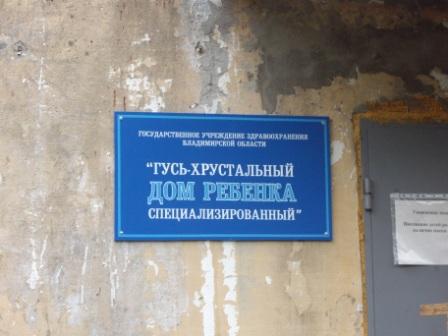 ГОСУДАРСТВЕННОЕ УЧРЕЖДЕНИЕ ЗДРАВООХРАНЕНИЯ
ВЛАДИМИРСКОЙ ОБЛАСТИ
"ГУСЬ-ХРУСТАЛЬНЫЙ
ДОМ РЕБЕНКА
СПЕЦИАЛИЗИРОВАННЫЙ"